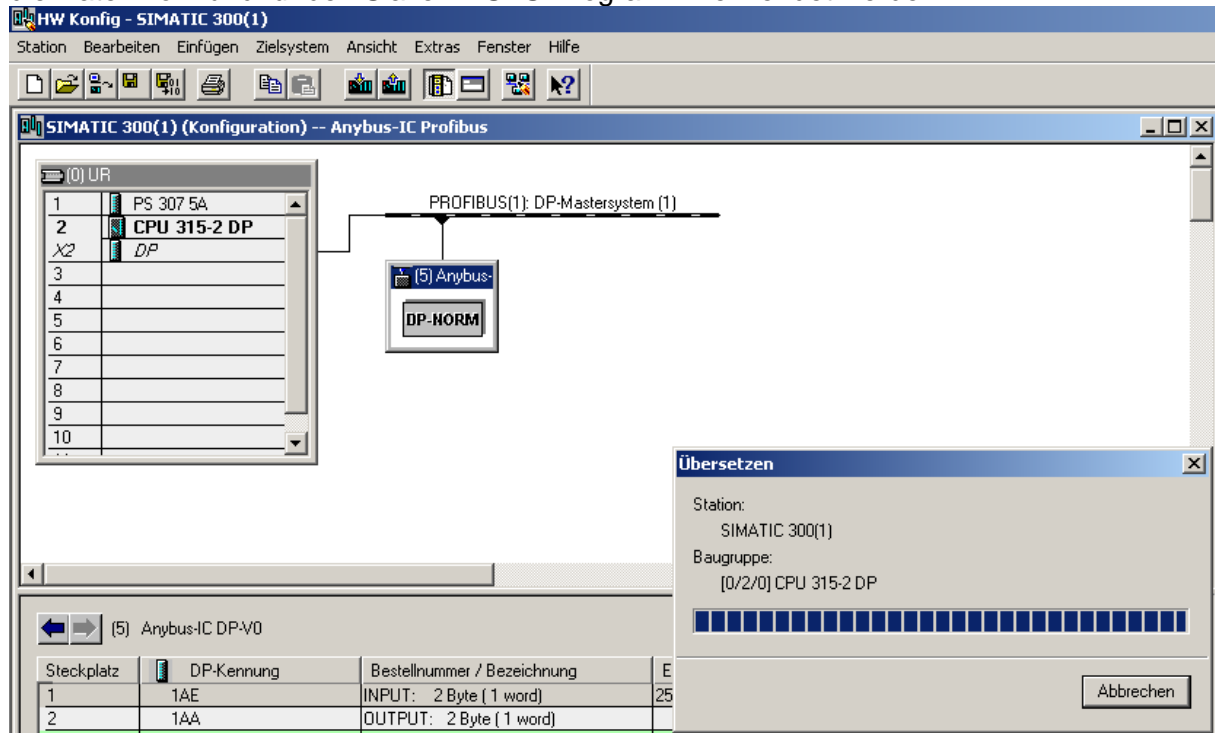 HW Konfig - SIMATIC 300(1)
Station Bearbeiten Einfügen Zielsystem Ansicht Extras Fenster Hilfe
SIMATIC 300(1) (Konfiguration) -- Anybus-IC Profibus
(0) UR
1 PS 307 5A
2 CPU 315-2 DP
X2 DP
3
4
5
6
7
8
9
10
PROFIBUS(1): DP-Mastersystem (1)
(5) Anybus-
DP-NORM
Übersetzen
Station:
SIMATIC 300(1)
Baugruppe:
[0/2/0] CPU 315-2 DP
Abbrechen
(5) Anybus-IC DP-V0
Steckplatz DP-Kennung Bestellnummer / Bezeichnung E
1 1AE INPUT: 2 Byte ( 1 word) 25
2 1AA OUTPUT: 2 Byte ( 1 word)